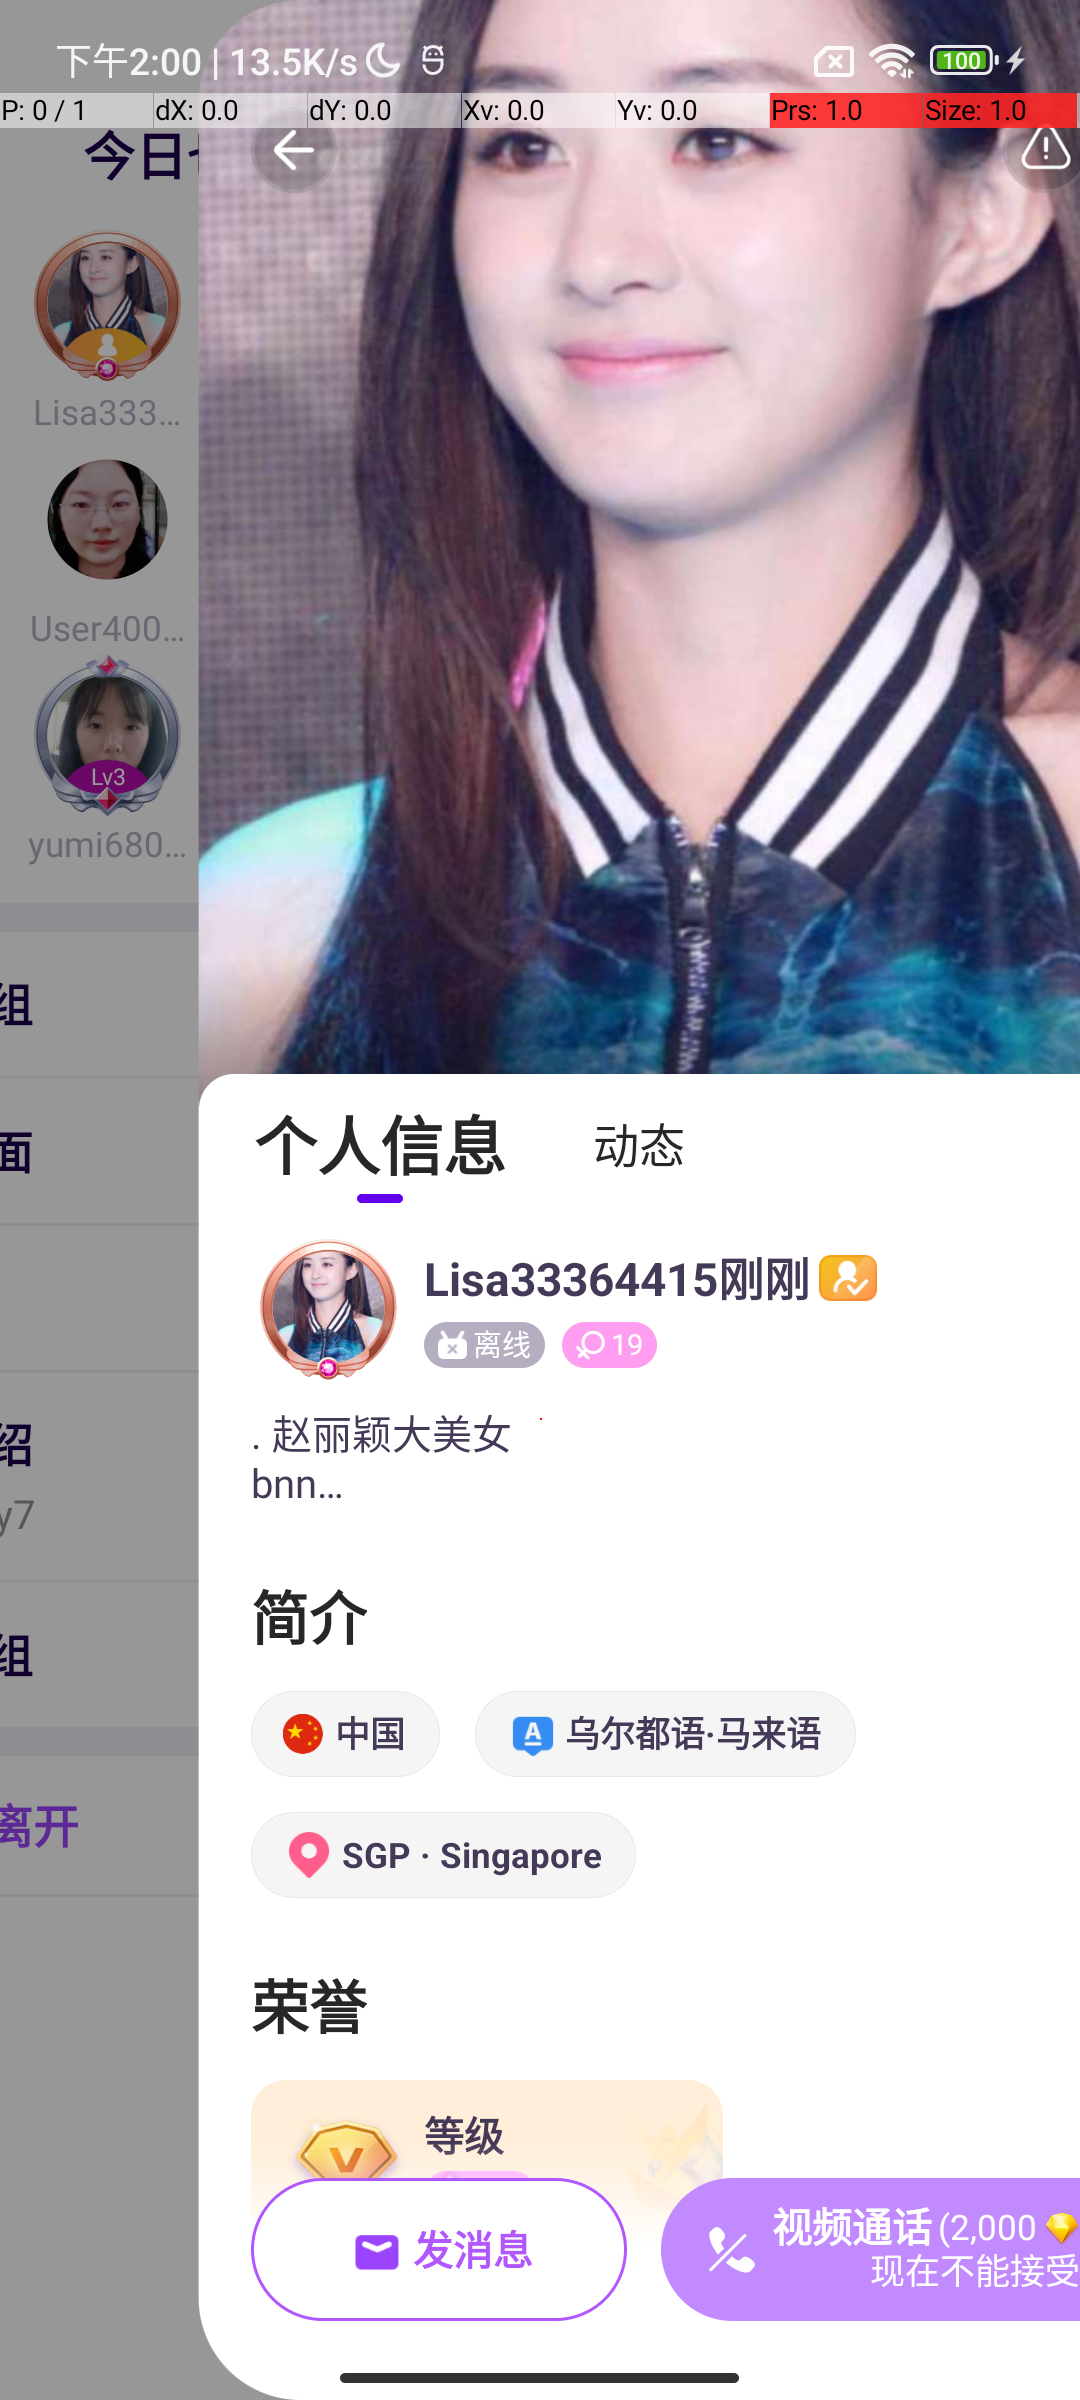 下午2:00 | 13.5K/s
100
P: 0 / 1
dX: 0.0
dY: 0.0
Xv: 0.0
Yv: 0.0
Prs: 1.0
Size: 1.0
今日
Lisa333...
User400...
Lv3
yumi680...
组
面
绍
y7
组
离开
个人信息
动态
Lisa33364415刚刚
离线
19
. 赵丽颖大美女
bnn...
简介
中国
乌尔都语·马来语
SGP · Singapore
荣誉
等级
发消息
视频通话(2,000
现在不能接受